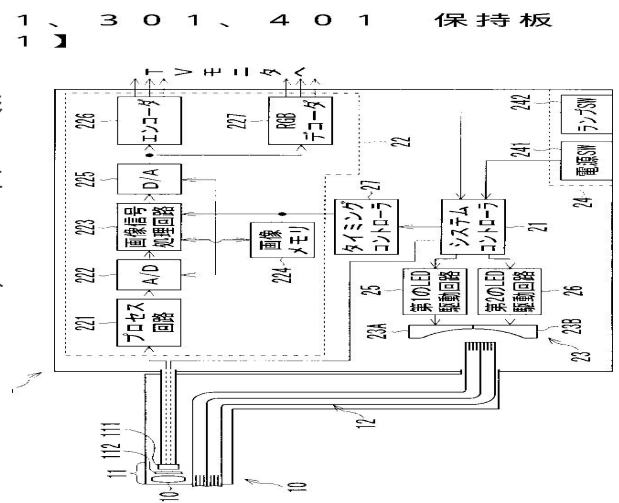 1、301、401 保持板
1】
TVモニタへ
226
エンコーダ
227
RGB
デコーダ
22
225
D/A
223
画像信号
処理回路
224
画像
メモリ
222
A/D
221
プロセス
回路
27
タイミング
コントローラ
21
システム
コントローラ
242
ランプSW
241
電源SW
24
25
第1のLED
駆動回路
26
第2のLED
駆動回路
23A
23B
23
12
11
111
112
10
10